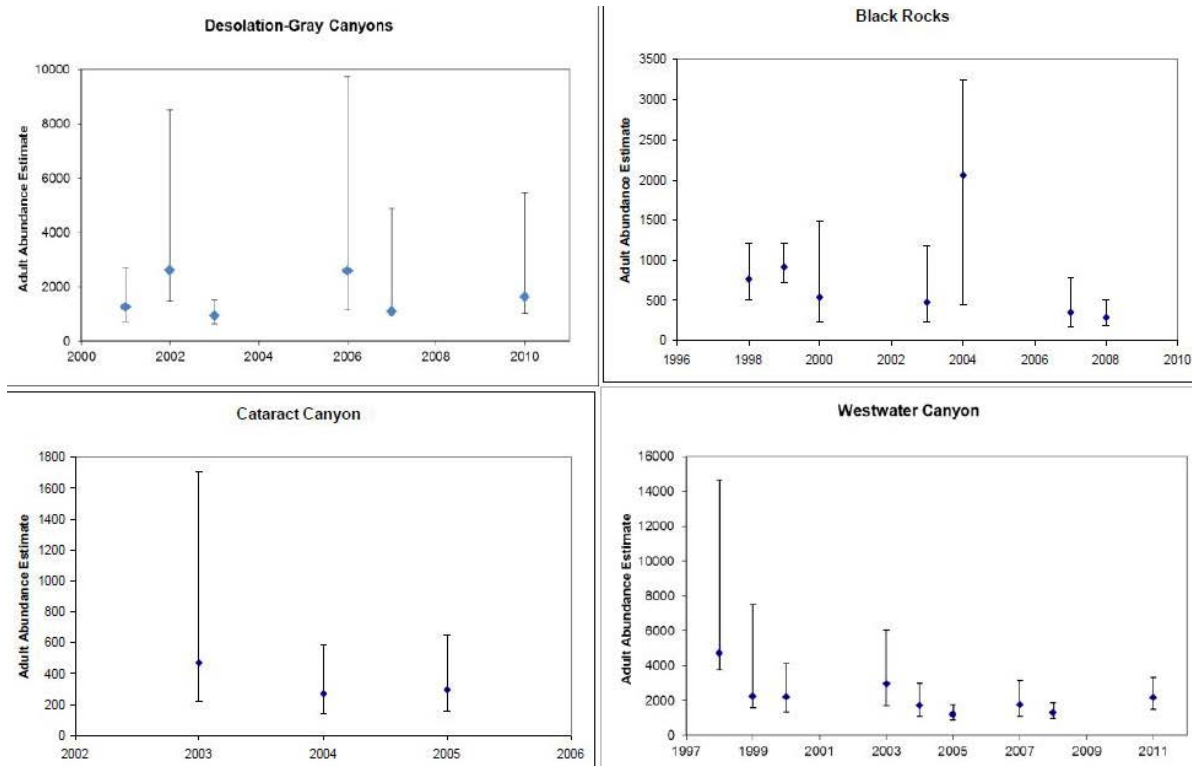 Desolation-Gray Canyons
Adult Abundance Estimate
10000
8000
6000
4000
2000
0
2000 2002 2004 2006 2008 2010
Black Rocks
Adult Abundance Estimate
3500
3000
2500
2000
1500
1000
500
0
1996 1998 2000 2002 2004 2006 2008 2010
Cataract Canyon
Adult Abundance Estimate
1800
1600
1400
1200
1000
800
600
400
200
0
2002 2003 2004 2005 2006
Westwater Canyon
Adult Abundance Estimate
16000
14000
12000
10000
8000
6000
4000
2000
0
1997 1999 2001 2003 2005 2007 2009 2011